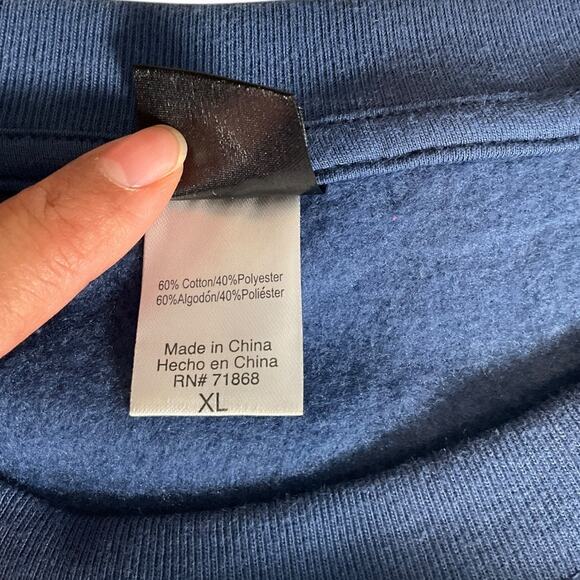 60% Cotton/40%Polyester
60%Algodón/40%Poliéster
Made in China
Hecho en China
RN# 71868
XL